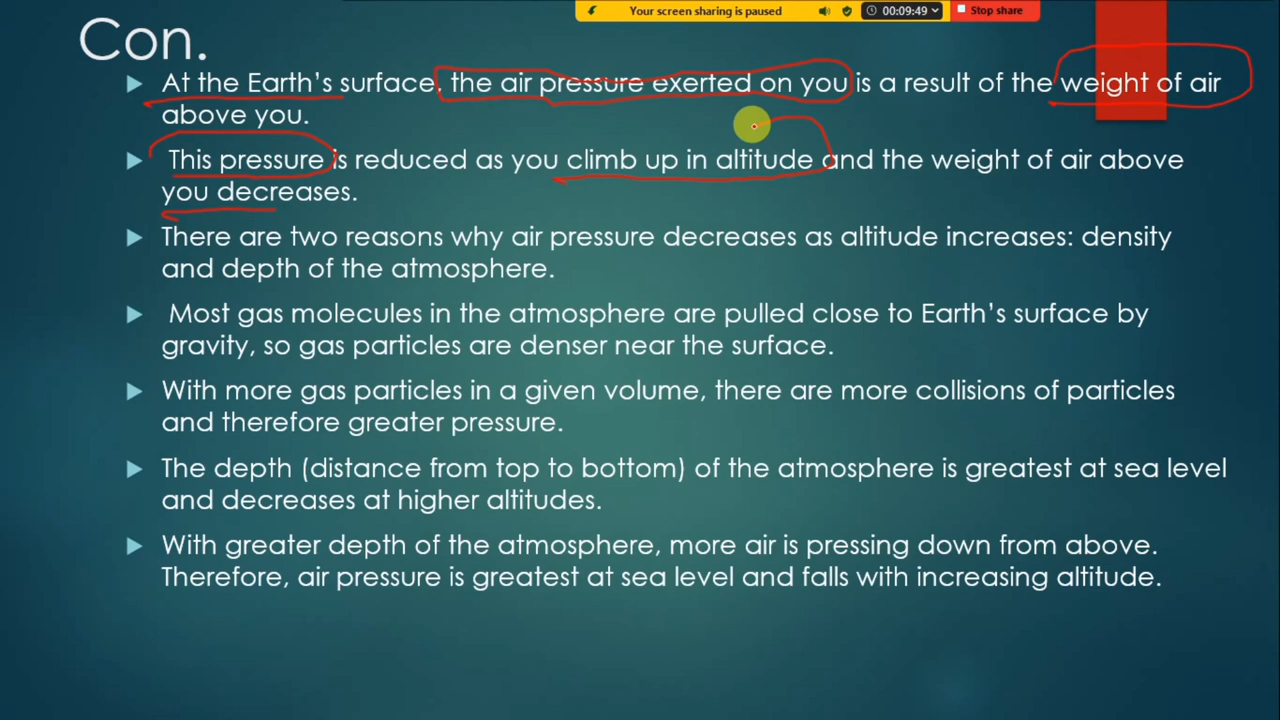 Your screen sharing is paused
00:09:49
Stop share
Con.
At the Earth's surface, the air pressure exerted on you is a result of the weight of air
above you.
This pressure is reduced as you climb up in altitude and the weight of air above
you decreases.
There are two reasons why air pressure decreases as altitude increases: density
and depth of the atmosphere.
Most gas molecules in the atmosphere are pulled close to Earth's surface by
gravity, so gas particles are denser near the surface.
With more gas particles in a given volume, there are more collisions of particles
and therefore greater pressure.
The depth (distance from top to bottom) of the atmosphere is greatest at sea level
and decreases at higher altitudes.
With greater depth of the atmosphere, more air is pressing down from above.
Therefore, air pressure is greatest at sea level and falls with increasing altitude.